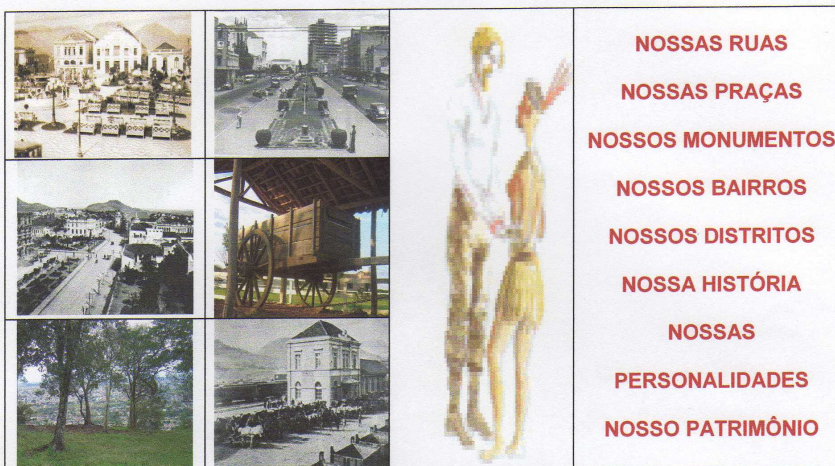 NOSSAS RUAS
NOSSAS PRAÇAS
NOSSOS MONUMENTOS
NOSSOS BAIRROS
NOSSOS DISTRITOS
NOSSA HISTÓRIA
NOSSAS
PERSONALIDADES
NOSSO PATRIMÔNIO